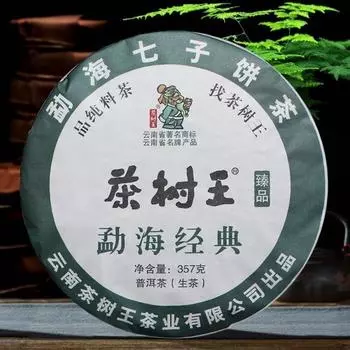 勐海七子饼茶
品纯料茶
找茶树王
茶树王
云南省著名商标
云南省名牌产品
茶树王®
臻品
勐海经典
净含量：357克
普洱茶（生茶）
云南茶树王茶业有限公司出品